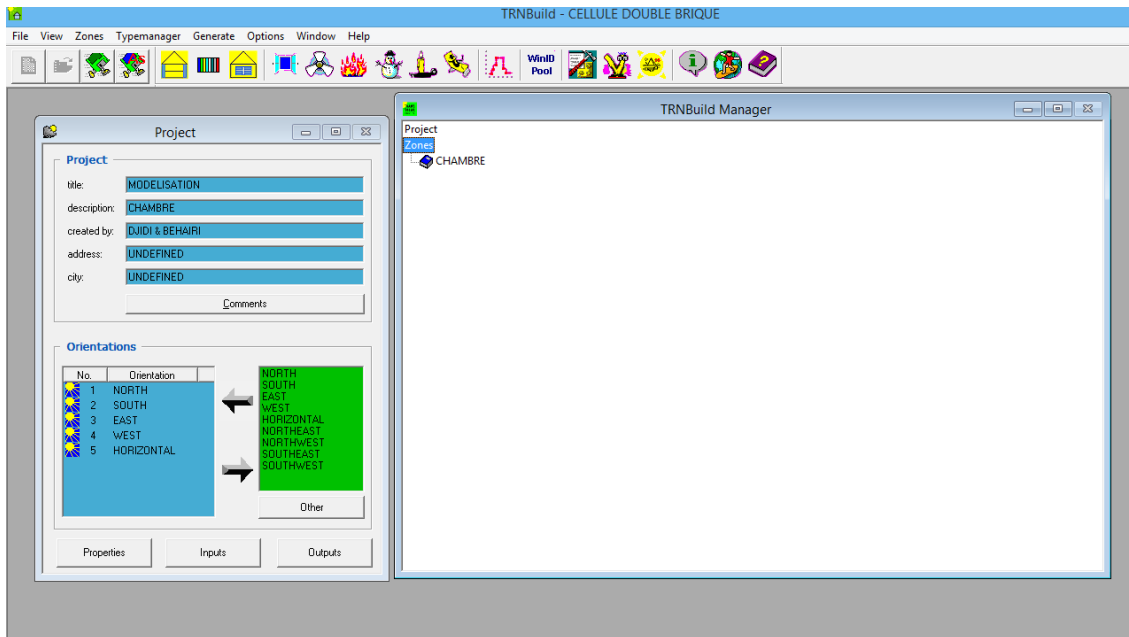 TRNBuild - CELLULE DOUBLE BRIQUE
File View Zones Typemanager Generate Options Window Help
WinID
Pool
TRNBuild Manager
Project
Zones
CHAMBRE
Project
Project
title: MODELISATION
description: CHAMBRE
created by: DJIDI & BEHAIRI
address: UNDEFINED
city: UNDEFINED
Comments
Orientations
No. Orientation
1 NORTH
2 SOUTH
3 EAST
4 WEST
5 HORIZONTAL
NORTH
SOUTH
EAST
WEST
HORIZONTAL
NORTHEAST
NORTHWEST
SOUTHEAST
SOUTHWEST
Other
Properties Inputs Outputs